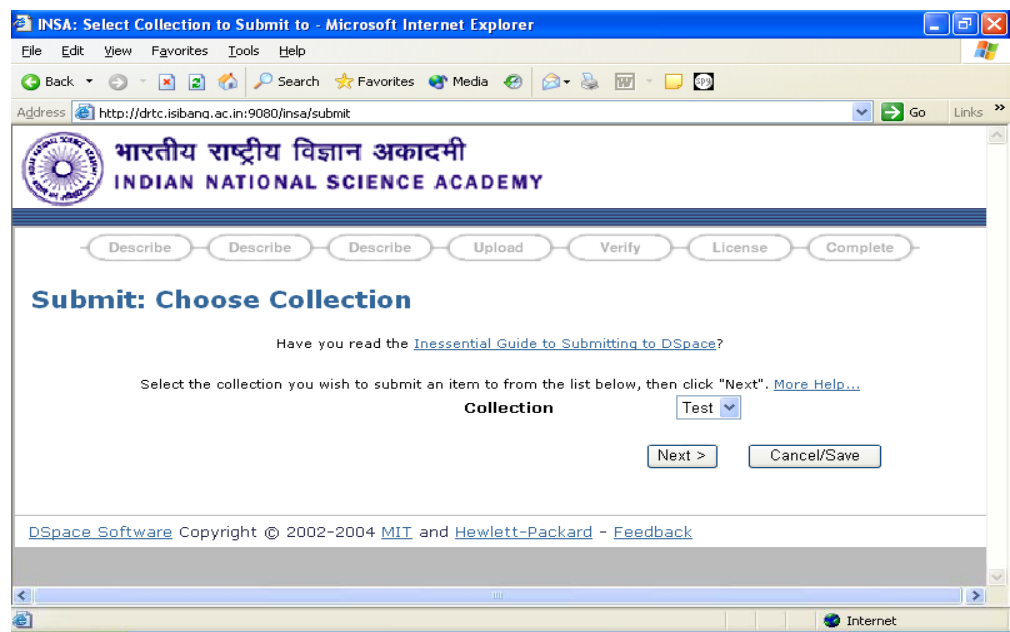 INSA: Select Collection to Submit to - Microsoft Internet Explorer
File Edit View Favorites Tools Help
Back Search Favorites Media
Address http://drtc.isibang.ac.in:9080/insa/submit Go Links »
भारतीय राष्ट्रीय विज्ञान अकादमी
INDIAN NATIONAL SCIENCE ACADEMY
Describe Describe Describe Upload Verify License Complete
Submit: Choose Collection
Have you read the Inessential Guide to Submitting to DSpace?
Select the collection you wish to submit an item to from the list below, then click "Next". More Help...
Collection Test
Next > Cancel/Save
DSpace Software Copyright © 2002-2004 MIT and Hewlett-Packard - Feedback
Internet